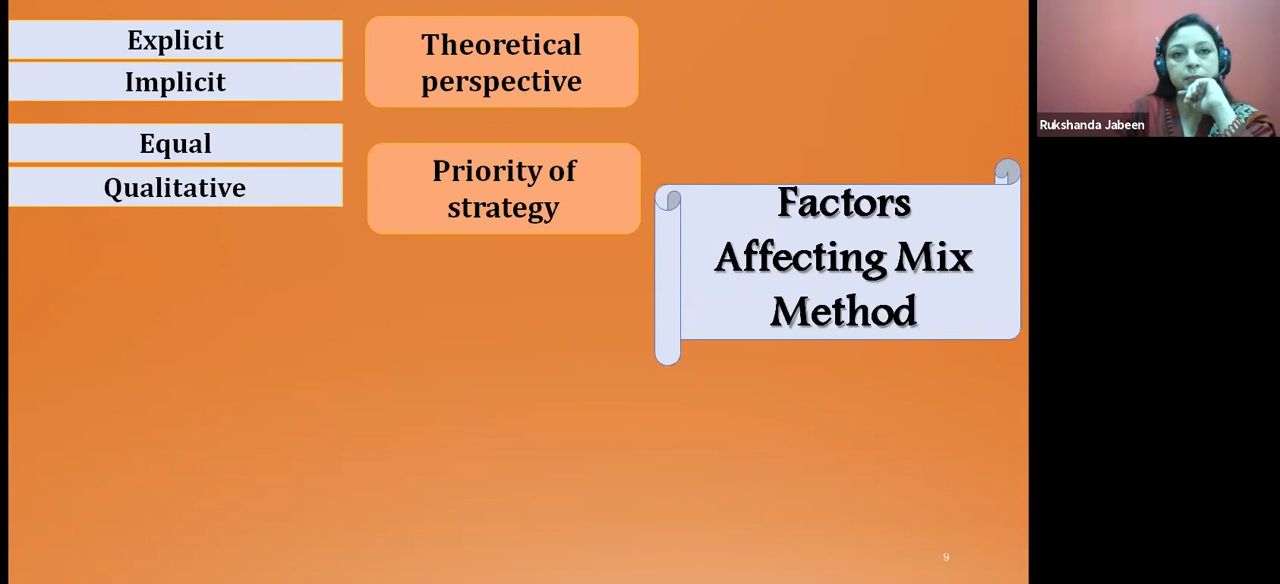 Explicit
Implicit
Theoretical
perspective
Equal
Qualitative
Priority of
strategy
Factors
Affecting Mix
Method
Rukshanda Jabeen
9